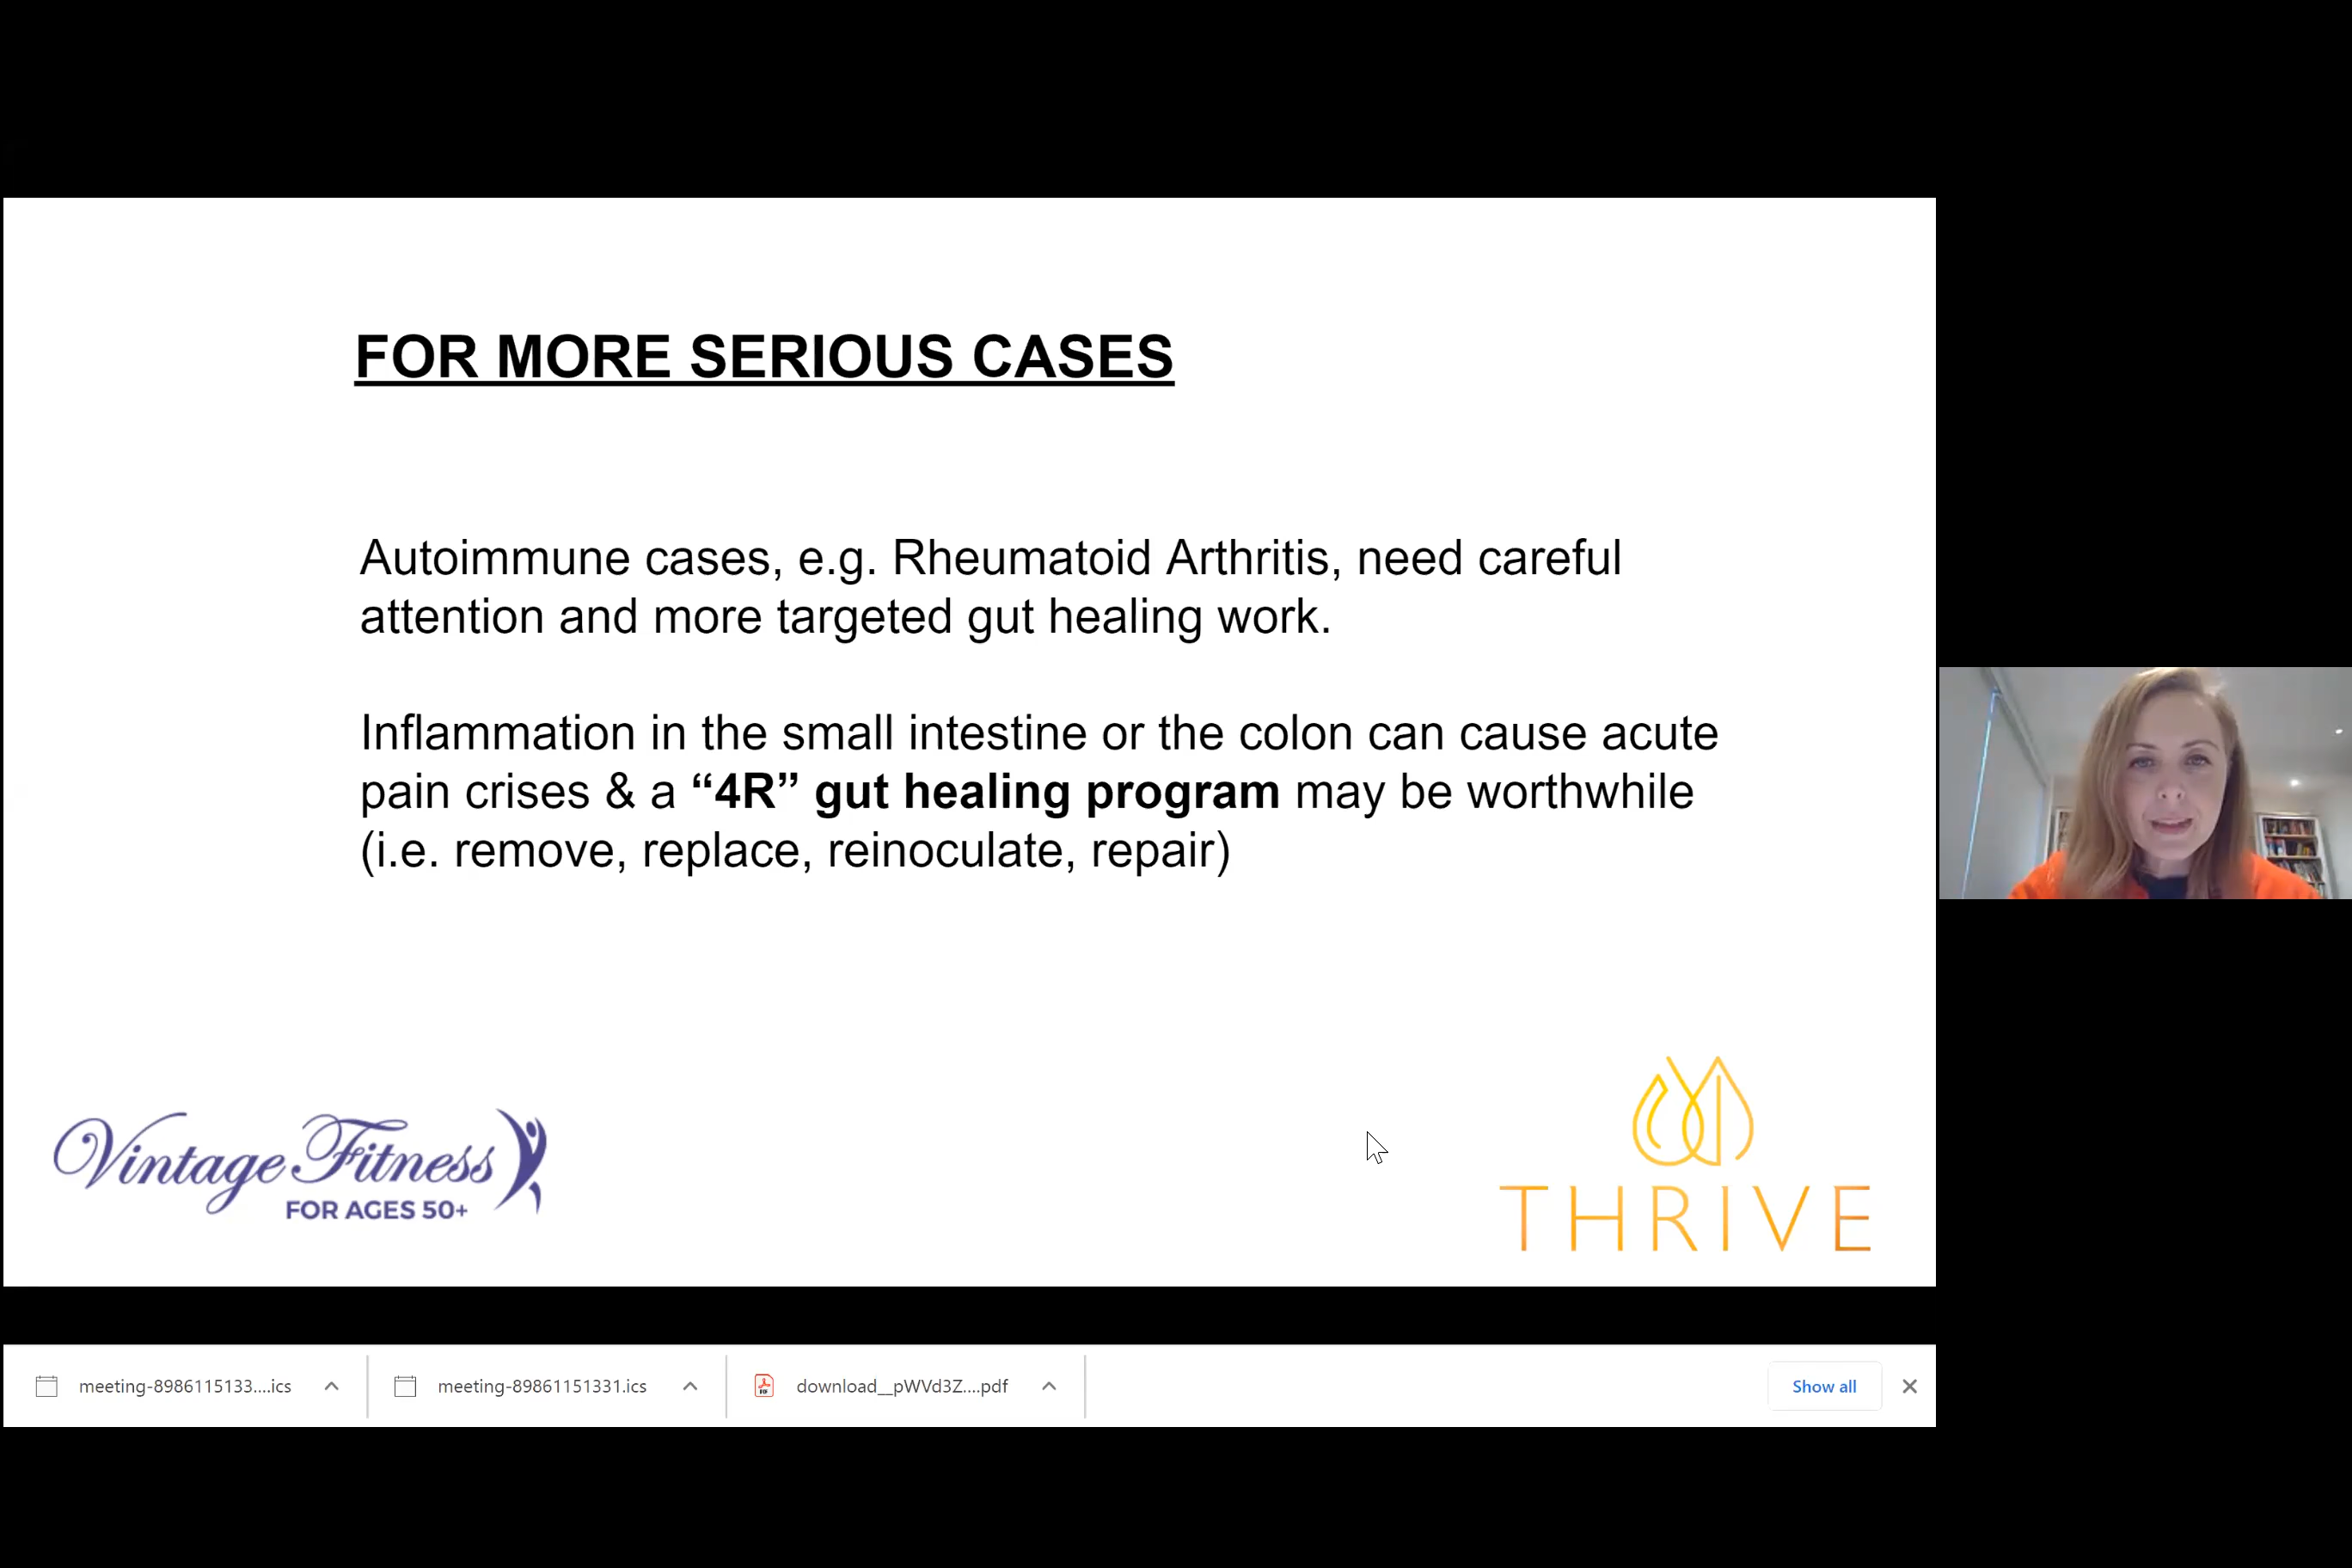 FOR MORE SERIOUS CASES
Autoimmune cases, e.g. Rheumatoid Arthritis, need careful
attention and more targeted gut healing work.
Inflammation in the small intestine or the colon can cause acute
pain crises & a “4R” gut healing program may be worthwhile
(i.e. remove, replace, reinoculate, repair)
Vintage Fitness
FOR AGES 50+
THRIVE
meeting-8986115133....ics
meeting-89861151331.ics
download__pWVd3Z....pdf
Show all